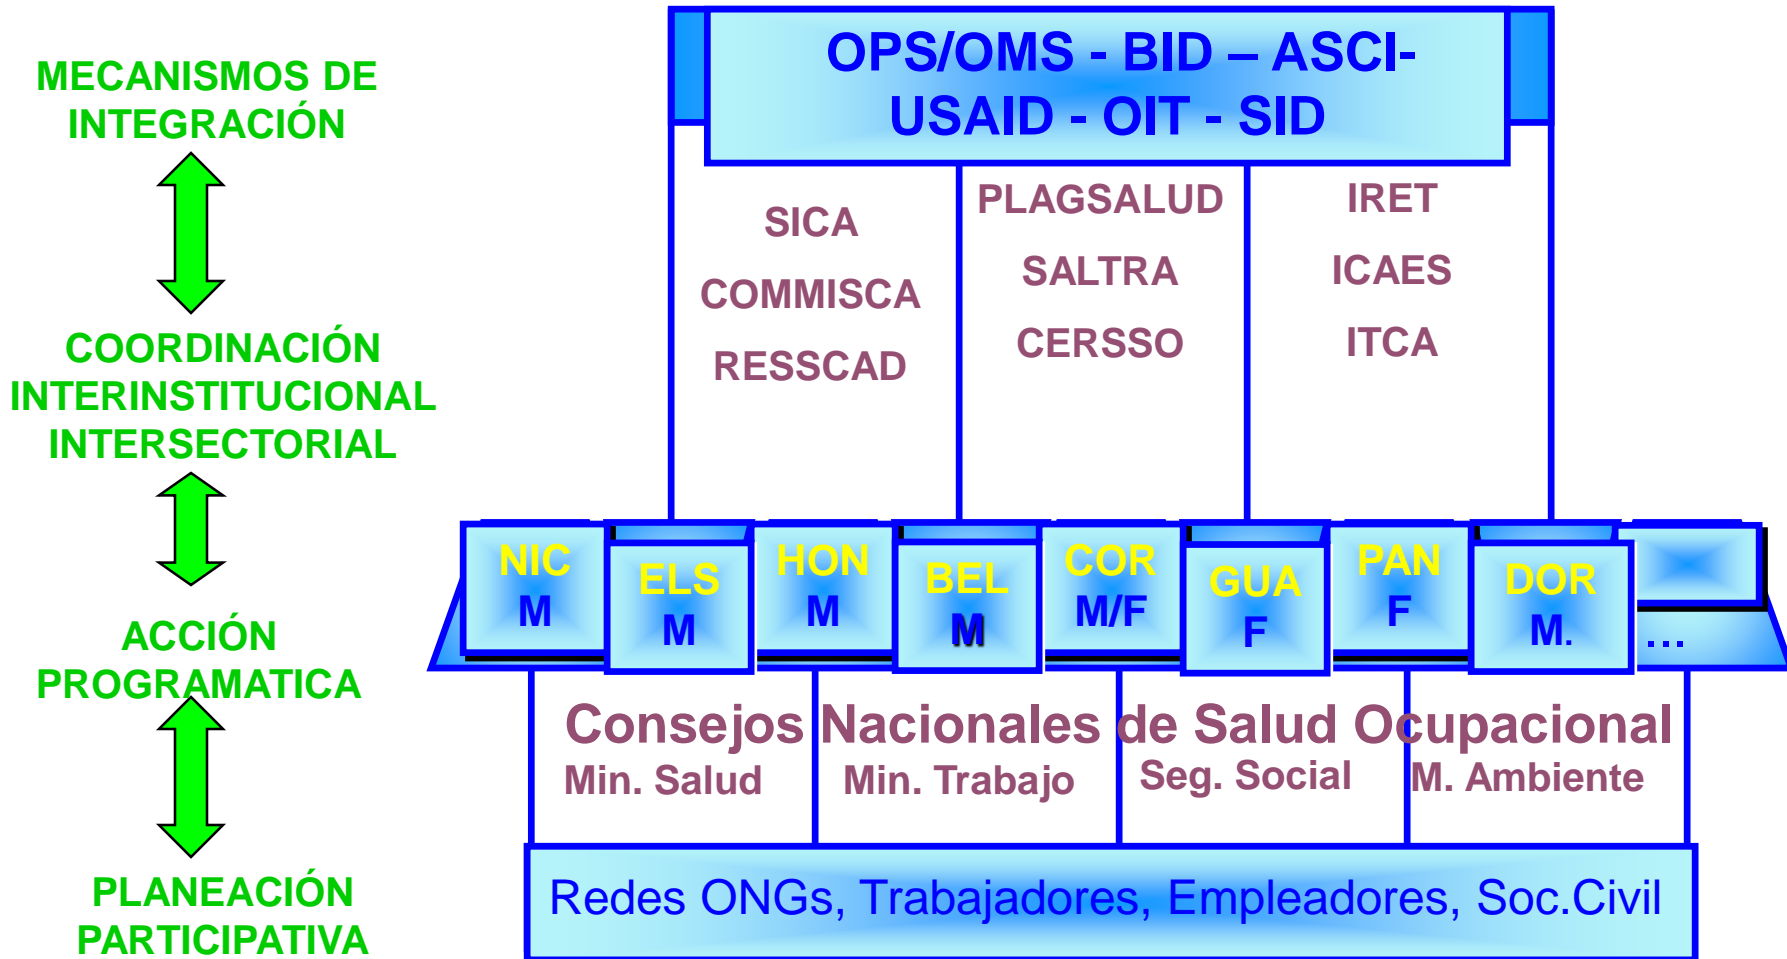 MECANISMOS DE
INTEGRACIÓN
COORDINACIÓN
INTERINSTITUCIONAL
INTERSECTORIAL
ACCIÓN
PROGRAMATICA
PLANEACIÓN
PARTICIPATIVA
OPS/OMS - BID – ASCI-
USAID - OIT - SID
SICA
COMMISCA
RESSCAD
PLAGSALUD
SALTRA
CERSSO
IRET
ICAES
ITCA
NIC
M
ELS
M
HON
M
BEL
M
COR
M/F
GUA
F
PAN
F
DOR
M.
...
Consejos Nacionales de Salud Ocupacional
Min. Salud
Min. Trabajo
Seg. Social
M. Ambiente
Redes ONGs, Trabajadores, Empleadores, Soc.Civil